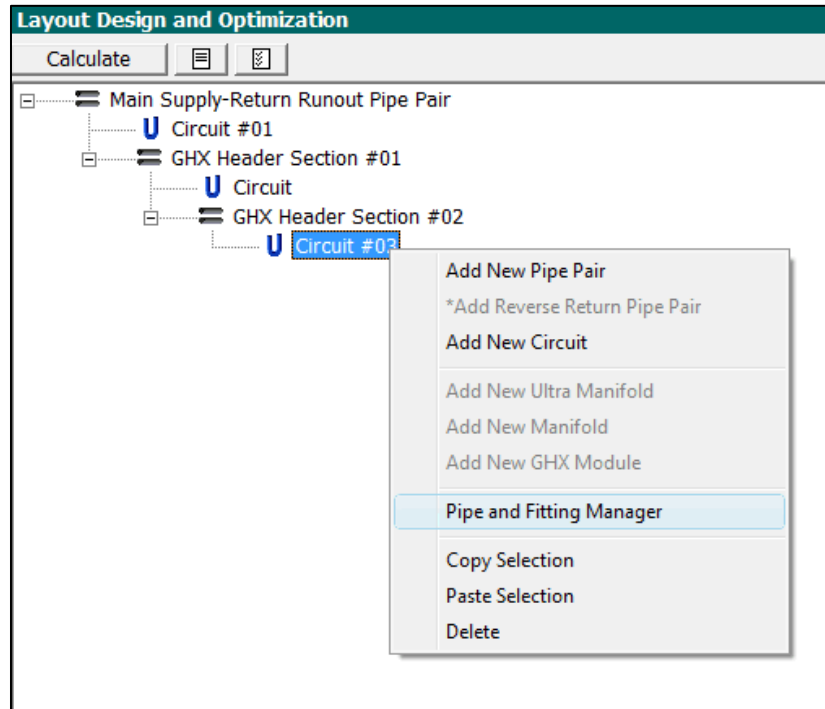 Layout Design and Optimization
Calculate
Main Supply-Return Runout Pipe Pair
Circuit #01
GHX Header Section #01
Circuit
GHX Header Section #02
Circuit #03
Add New Pipe Pair
*Add Reverse Return Pipe Pair
Add New Circuit
Add New Ultra Manifold
Add New Manifold
Add New GHX Module
Pipe and Fitting Manager
Copy Selection
Paste Selection
Delete